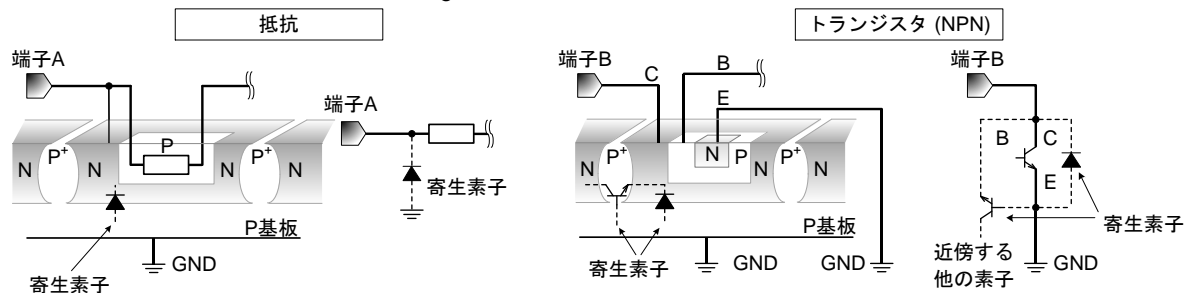 抵抗
トランジスタ (NPN)
端子A
端子A
P
N
P+
N
N
P+
N
寄生素子
P基板
寄生素子
GND
端子B
C
B
E
N
P+
N
N
P
N
P+
N
P基板
寄生素子
GND
GND
端子B
B
C
E
寄生素子
近傍する
他の素子
GND